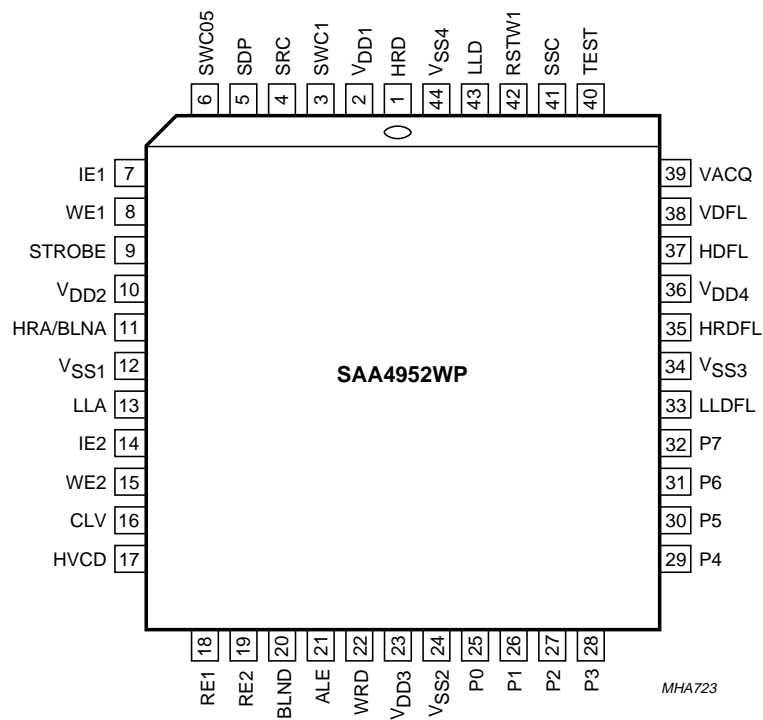 SWC05
SDP
SRC
SWC1
VDD1
HRD
VSS4
LLD
RSTW1
SSC
TEST
6
5
4
3
2
1
44
43
42
41
40
IE1 7
WE1 8
STROBE 9
VDD2 10
HRA/BLNA 11
VSS1 12
LLA 13
IE2 14
WE2 15
CLV 16
HVCD 17
SAA4952WP
39 VACQ
38 VDFL
37 HDFL
36 VDD4
35 HRDFL
34 VSS3
33 LLDFL
32 P7
31 P6
30 P5
29 P4
18
19
20
21
22
23
24
25
26
27
28
RE1
RE2
BLND
ALE
WRD
VDD3
VSS2
P0
P1
P2
P3
MHA723